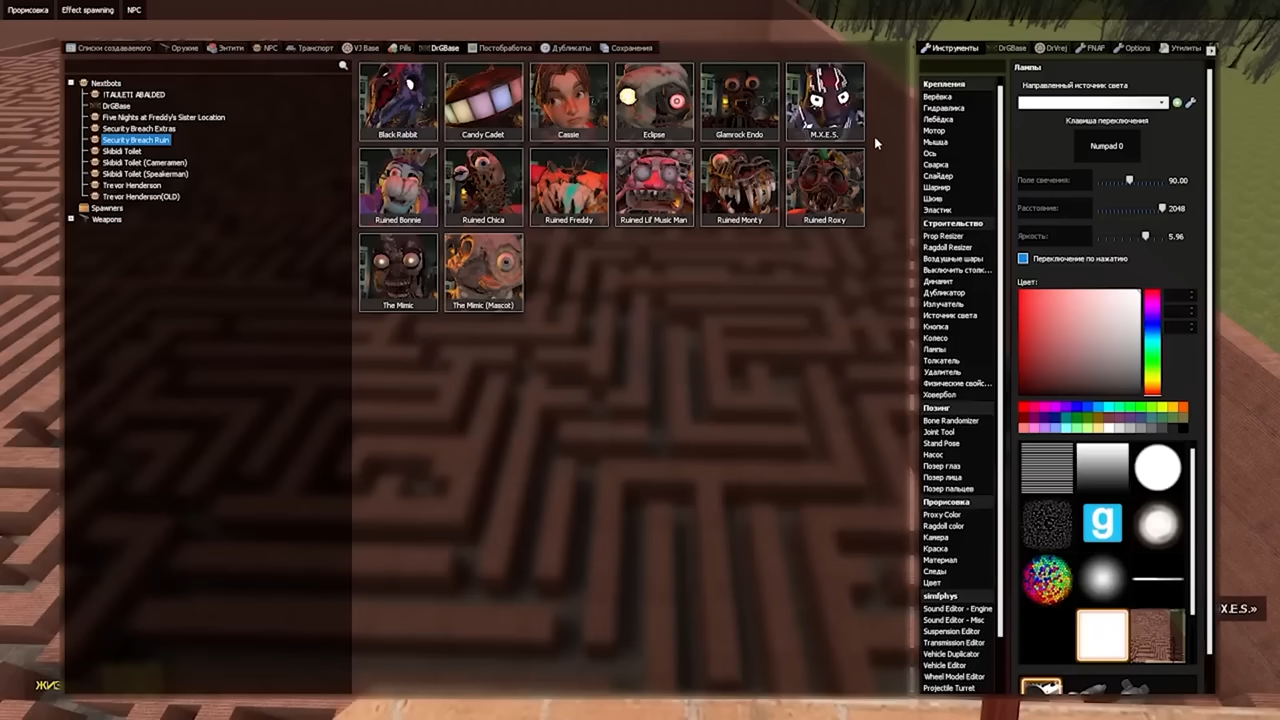 Прорисовка Effect spawning NPC
Списки создаваемого Оружие Энтити NPC Транспорт VJ Base Pills DrGBase Постобработка Дубликаты Сохранения
Nextbots
!TAULETI ABALDED
DrGBase
Five Nights at Freddy's Sister Location
Security Breach Extras
Security Breach Ruin
Skibidi Toilet
Skibidi Toilet (Cameramen)
Skibidi Toilet (Speakerman)
Trevor Henderson
Trevor Henderson(OLD)
Spawners
Weapons
Black Rabbit Candy Cadet Cassie Eclipse Glamrock Endo M.X.E.S.
Ruined Bonnie Ruined Chica Ruined Freddy Ruined Lil' Music Man Ruined Monty Ruined Roxy
The Mimic The Mimic (Mascot)
Инструменты DrGBase DrVrej FNAF Options Утилиты
Крепления
Верёвка
Гидравлика
Лебёдка
Мотор
Мышца
Ось
Сварка
Слайдер
Шарнир
Шкив
Эластик
Строительство
Prop Resizer
Ragdoll Resizer
Воздушные шары
Выключить столк...
Динамит
Дубликатор
Излучатель
Источник света
Кнопка
Колесо
Лампы
Толкатель
Удалитель
Физические свойс...
Ховербол
Позинг
Bone Randomizer
Joint Tool
Stand Pose
Насос
Позер глаз
Позер лица
Позер пальцев
Прорисовка
Proxy Color
Ragdoll color
Камера
Краска
Материал
Следы
Цвет
simfphys
Sound Editor - Engine
Sound Editor - Misc
Suspension Editor
Transmission Editor
Vehicle Duplicator
Vehicle Editor
Wheel Model Editor
Projectile Turret
Лампы
Направленный источник света
Клавиша переключения
Numpad 0
Поле свечения: 90.00
Расстояние: 2048
Яркость: 5.96
Переключение по нажатию
Цвет:
g
X.E.S.»